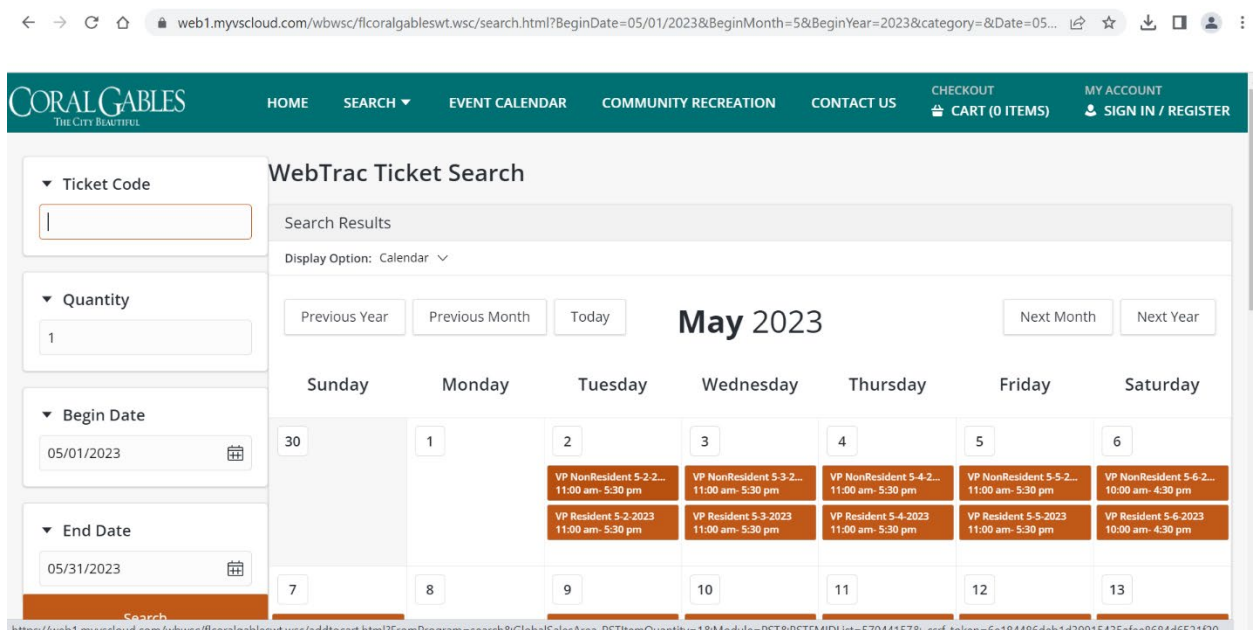 web1.myvscloud.com/wbwsc/flcoralgableswt.wsc/search.html?BeginDate=05/01/2023&BeginMonth=5&BeginYear=2023&category=&Date=05...
CORAL GABLES
THE CITY BEAUTIFUL
HOME SEARCH EVENT CALENDAR COMMUNITY RECREATION CONTACT US
CHECKOUT
CART (0 ITEMS)
MY ACCOUNT
SIGN IN / REGISTER
Ticket Code
Quantity
1
Begin Date
05/01/2023
End Date
05/31/2023
Search
WebTrac Ticket Search
Search Results
Display Option: Calendar
Previous Year Previous Month Today May 2023 Next Month Next Year
Sunday Monday Tuesday Wednesday Thursday Friday Saturday
30 1 2 3 4 5 6
VP NonResident 5-2-2... VP NonResident 5-3-2... VP NonResident 5-4-2... VP NonResident 5-5-2... VP NonResident 5-6-2...
11:00 am- 5:30 pm 11:00 am- 5:30 pm 11:00 am- 5:30 pm 11:00 am- 5:30 pm 10:00 am- 4:30 pm
VP Resident 5-2-2023 VP Resident 5-3-2023 VP Resident 5-4-2023 VP Resident 5-5-2023 VP Resident 5-6-2023
11:00 am- 5:30 pm 11:00 am- 5:30 pm 11:00 am- 5:30 pm 11:00 am- 5:30 pm 10:00 am- 4:30 pm
7 8 9 10 11 12 13